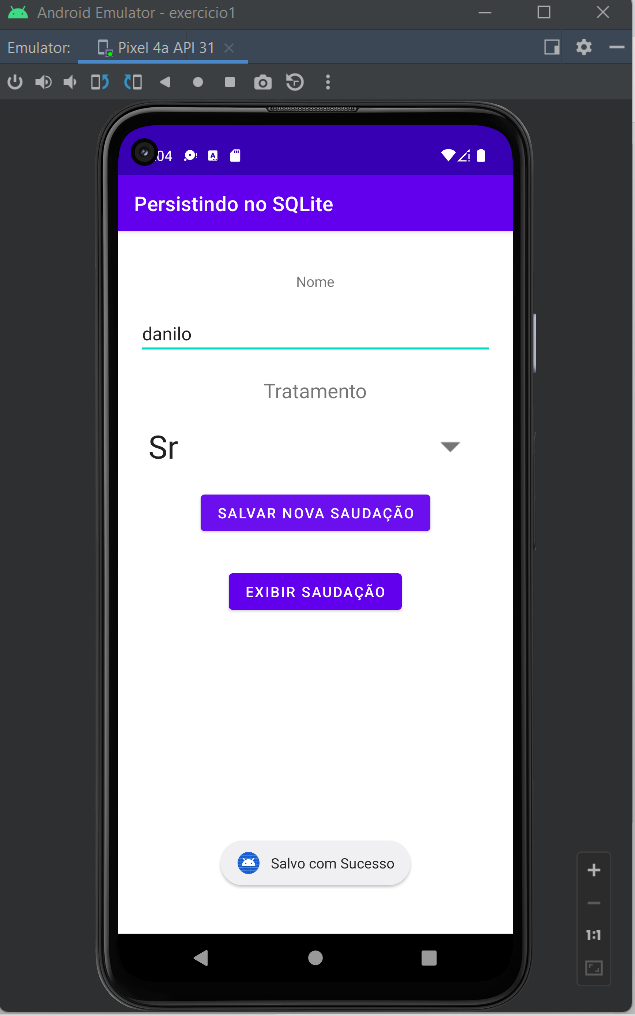 Android Emulator - exercicio1
Emulator:
Pixel 4a API 31
04
Persistindo no SQLite
Nome
danilo
Tratamento
Sr
SALVAR NOVA SAUDAÇÃO
EXIBIR SAUDAÇÃO
Salvo com Sucesso
1:1